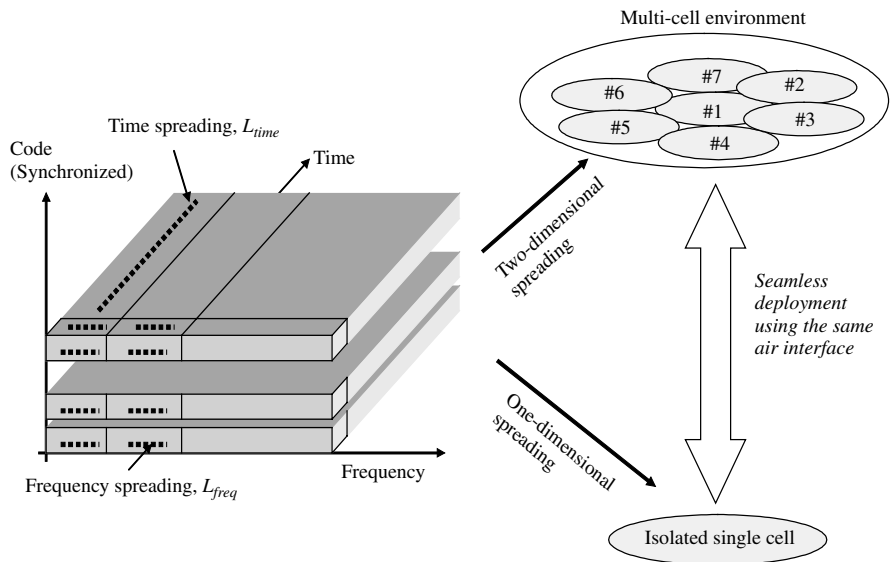 Multi-cell environment
#7
#6
#2
#1
#5
#3
#4
Time spreading, L_time
Code
(Synchronized)
Time
Two-dimensional
spreading
Seamless
deployment
using the same
air interface
One-dimensional
spreading
Frequency
Frequency spreading, L_freq
Isolated single cell